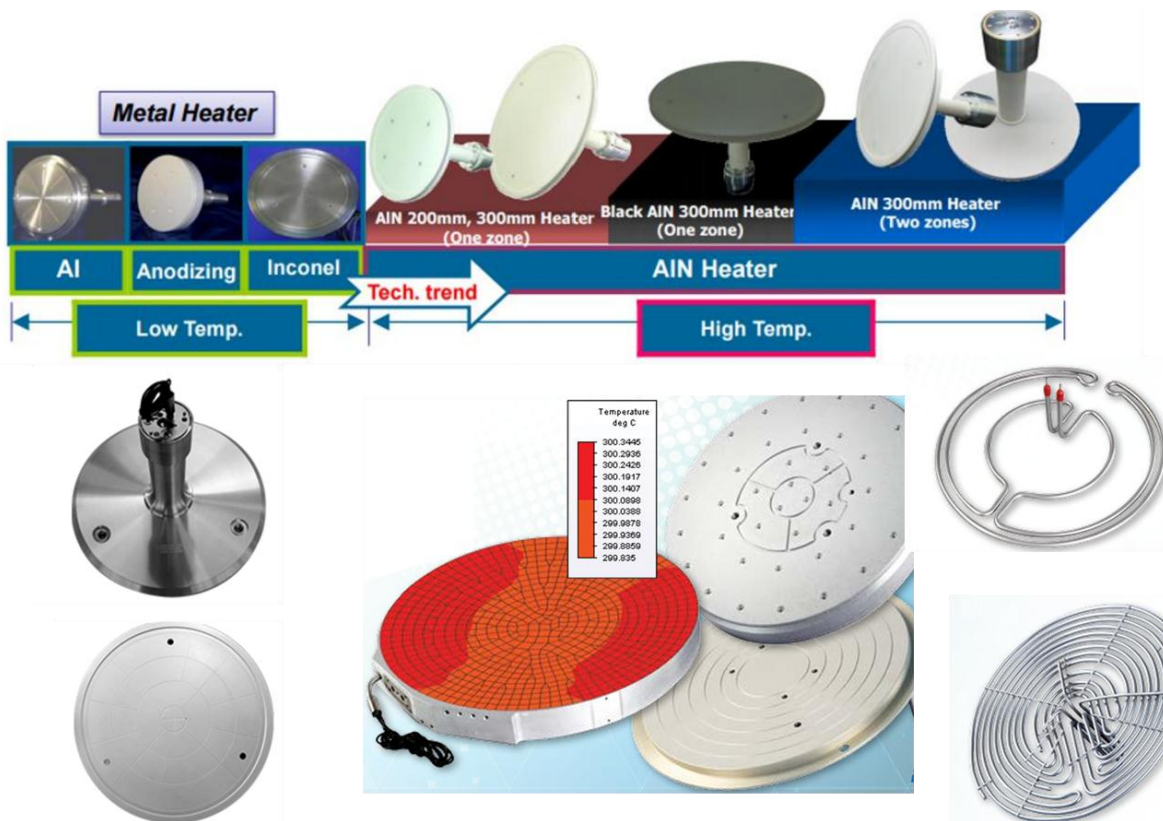 Metal Heater
AlN 200mm, 300mm Heater
(One zone)
Black AlN 300mm Heater
(One zone)
AlN 300mm Heater
(Two zones)
Al
Anodizing
Inconel
Tech. trend
AlN Heater
Low Temp.
High Temp.
Temperature
deg C
300.3445
300.2936
300.2426
300.1917
300.1407
300.0898
300.0388
299.9878
299.9369
299.8859
299.835